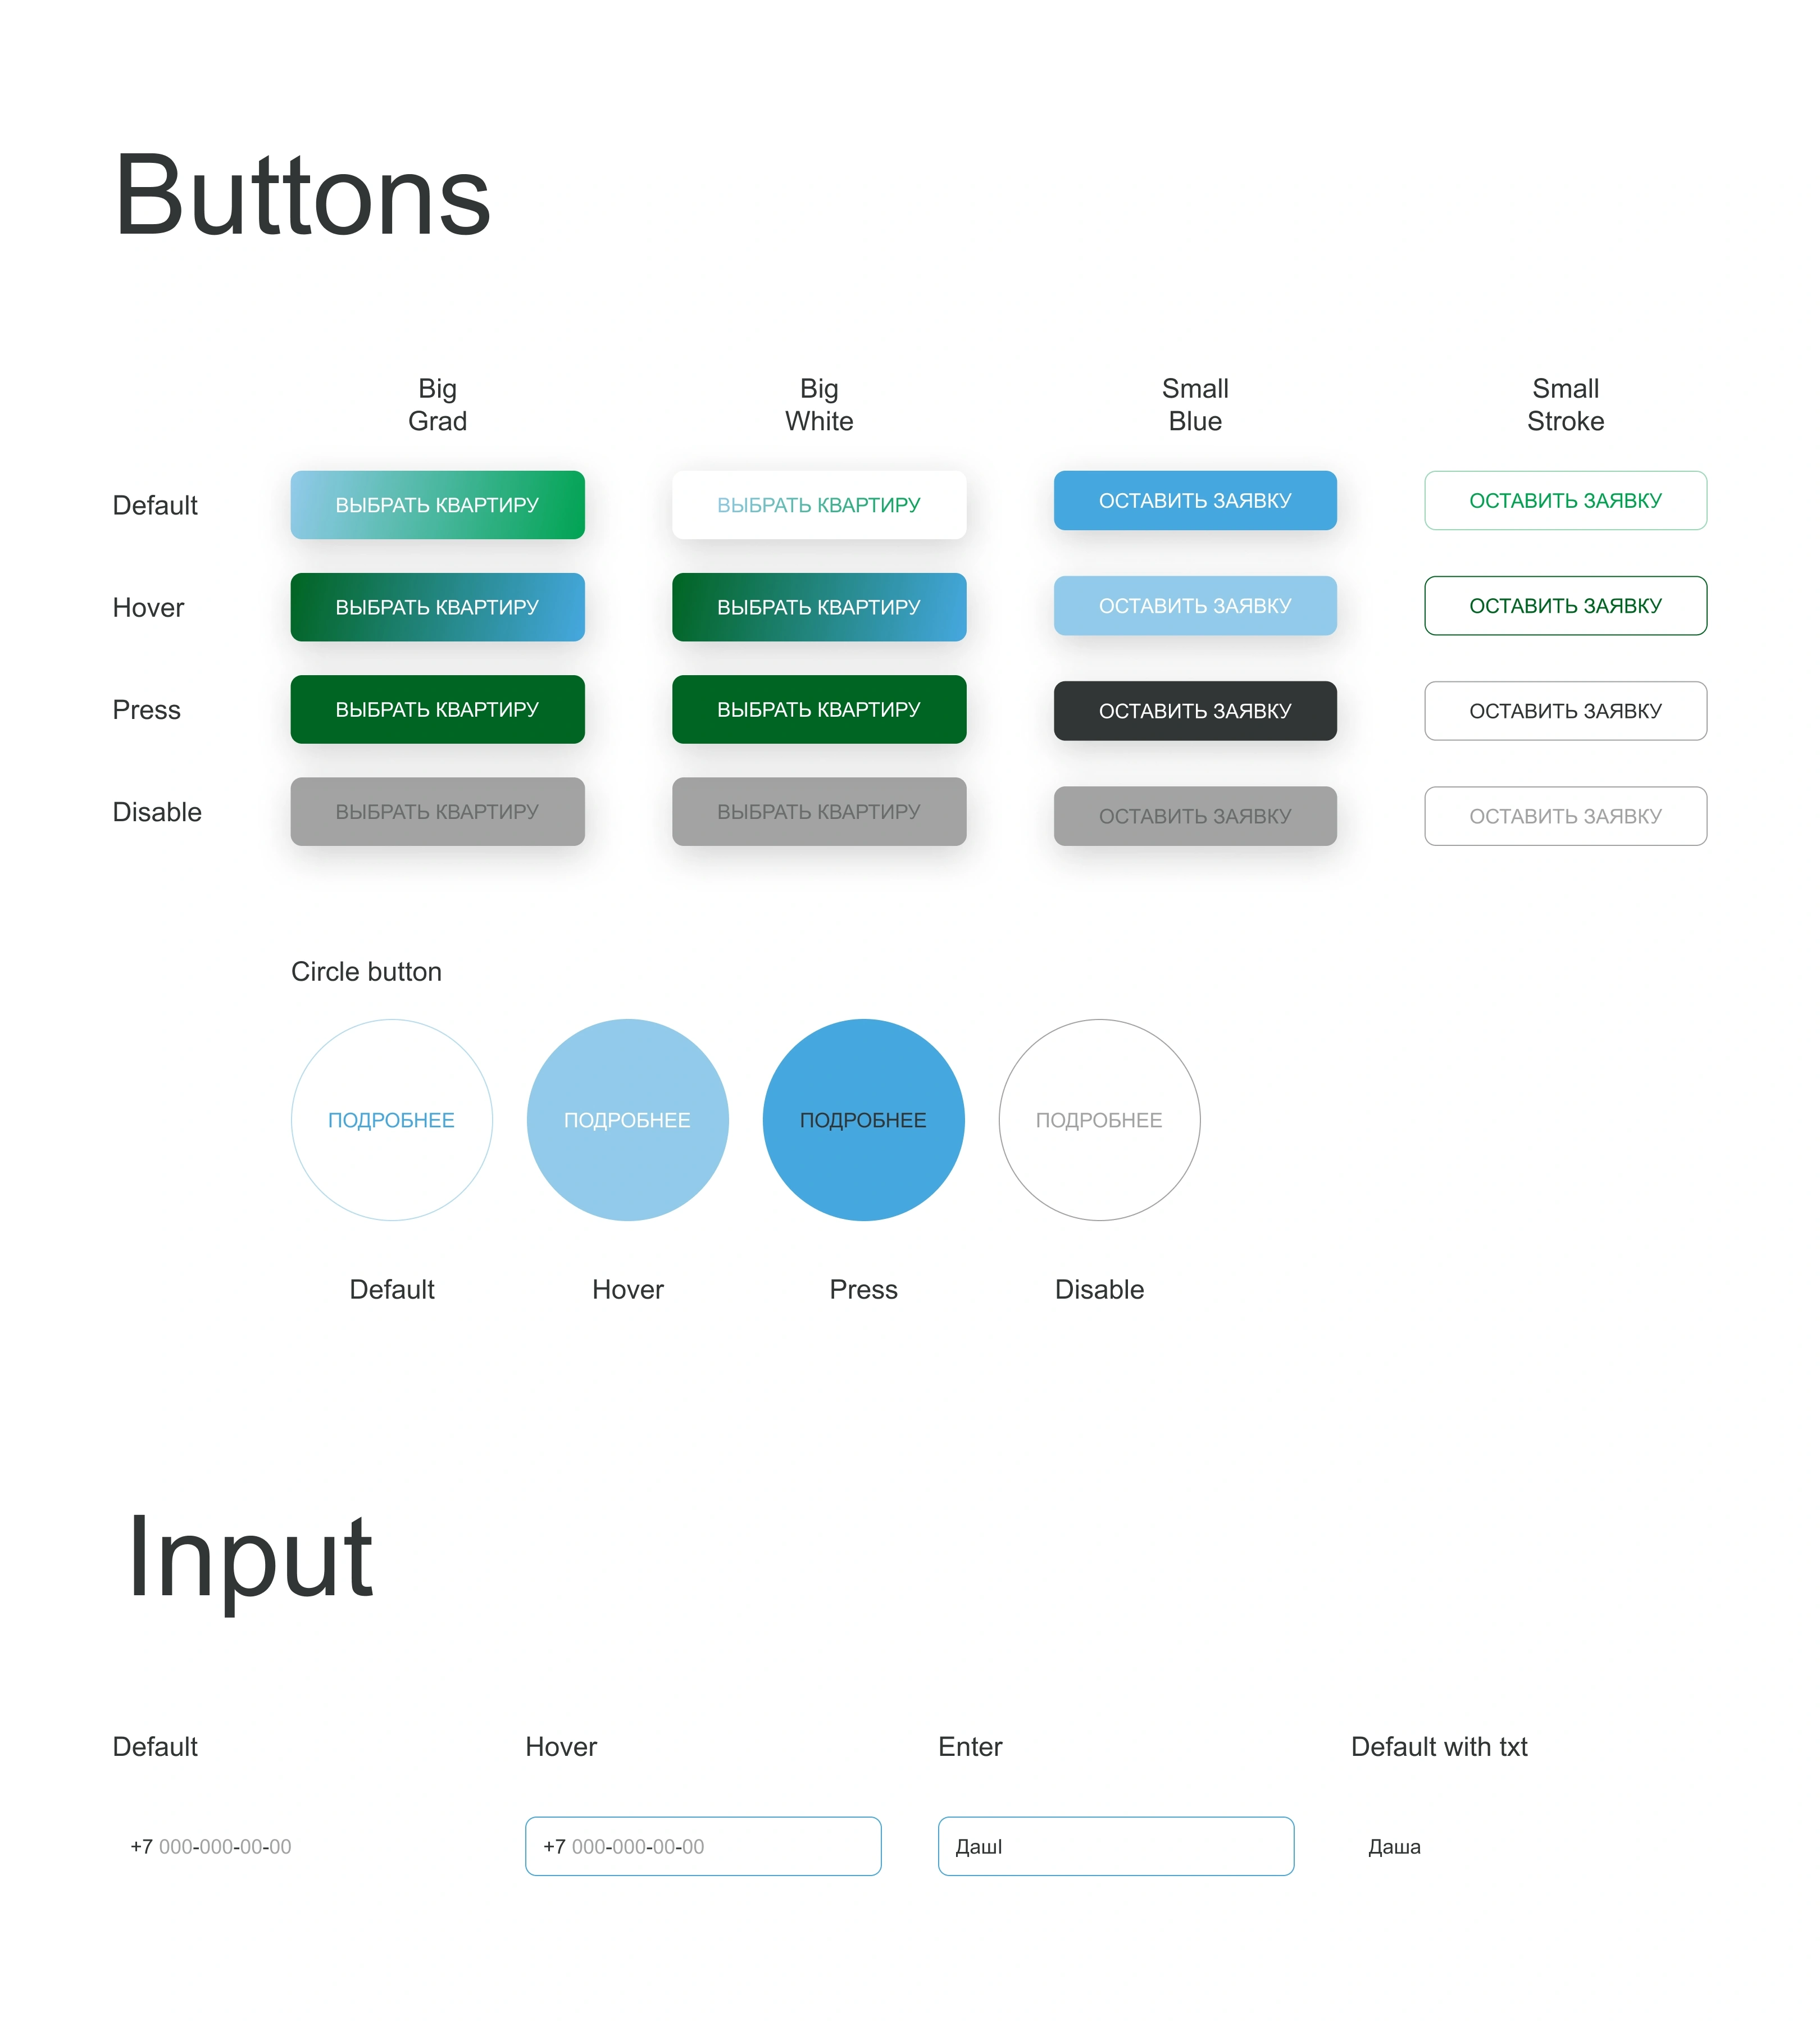 Buttons
Big
Grad
Big
White
Small
Blue
Small
Stroke
Default
ВЫБРАТЬ КВАРТИРУ
ВЫБРАТЬ КВАРТИРУ
ОСТАВИТЬ ЗАЯВКУ
ОСТАВИТЬ ЗАЯВКУ
Hover
ВЫБРАТЬ КВАРТИРУ
ВЫБРАТЬ КВАРТИРУ
ОСТАВИТЬ ЗАЯВКУ
ОСТАВИТЬ ЗАЯВКУ
Press
ВЫБРАТЬ КВАРТИРУ
ВЫБРАТЬ КВАРТИРУ
ОСТАВИТЬ ЗАЯВКУ
ОСТАВИТЬ ЗАЯВКУ
Disable
ВЫБРАТЬ КВАРТИРУ
ВЫБРАТЬ КВАРТИРУ
ОСТАВИТЬ ЗАЯВКУ
ОСТАВИТЬ ЗАЯВКУ
Circle button
ПОДРОБНЕЕ
ПОДРОБНЕЕ
ПОДРОБНЕЕ
ПОДРОБНЕЕ
Default
Hover
Press
Disable
Input
Default
Hover
Enter
Default with txt
+7 000-000-00-00
+7 000-000-00-00
Дашl
Даша